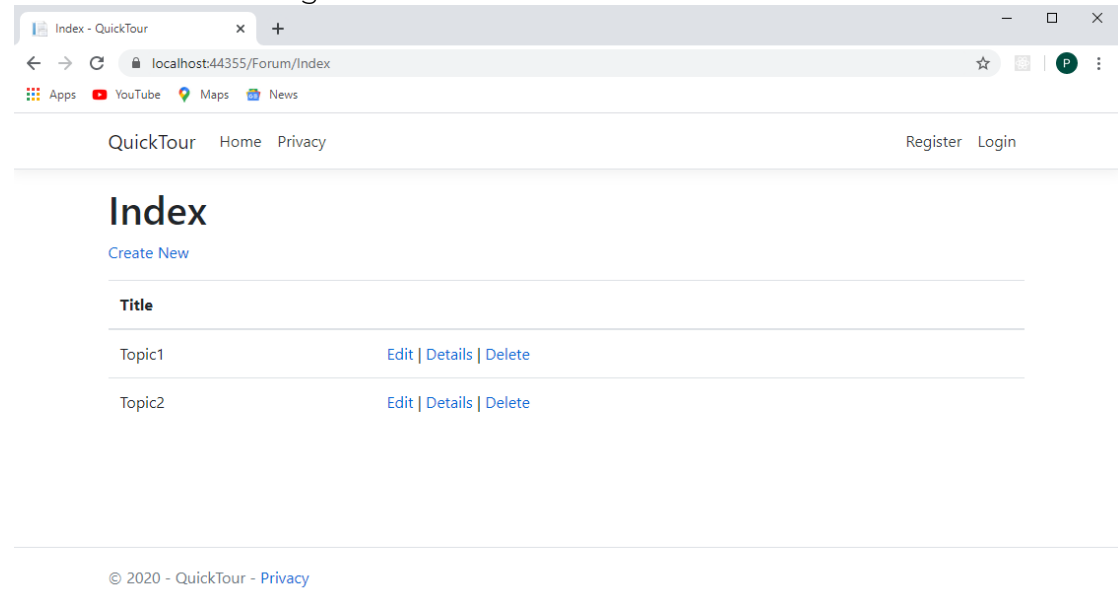 Index - QuickTour
localhost:44355/Forum/Index
P
Apps YouTube Maps News
QuickTour Home Privacy Register Login
Index
Create New
Title
Topic1 Edit | Details | Delete
Topic2 Edit | Details | Delete
© 2020 - QuickTour - Privacy